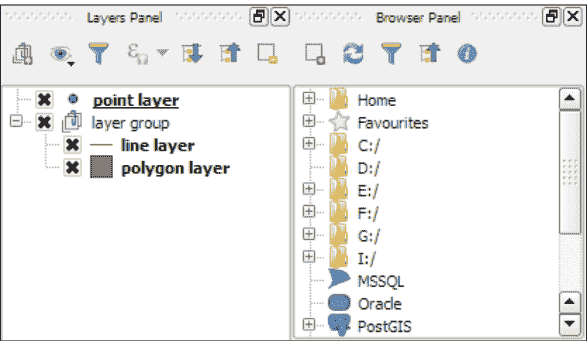 Layers Panel
Browser Panel
point layer
layer group
line layer
polygon layer
Home
Favourites
C:/
D:/
E:/
F:/
G:/
I:/
MSSQL
Oracle
PostGIS